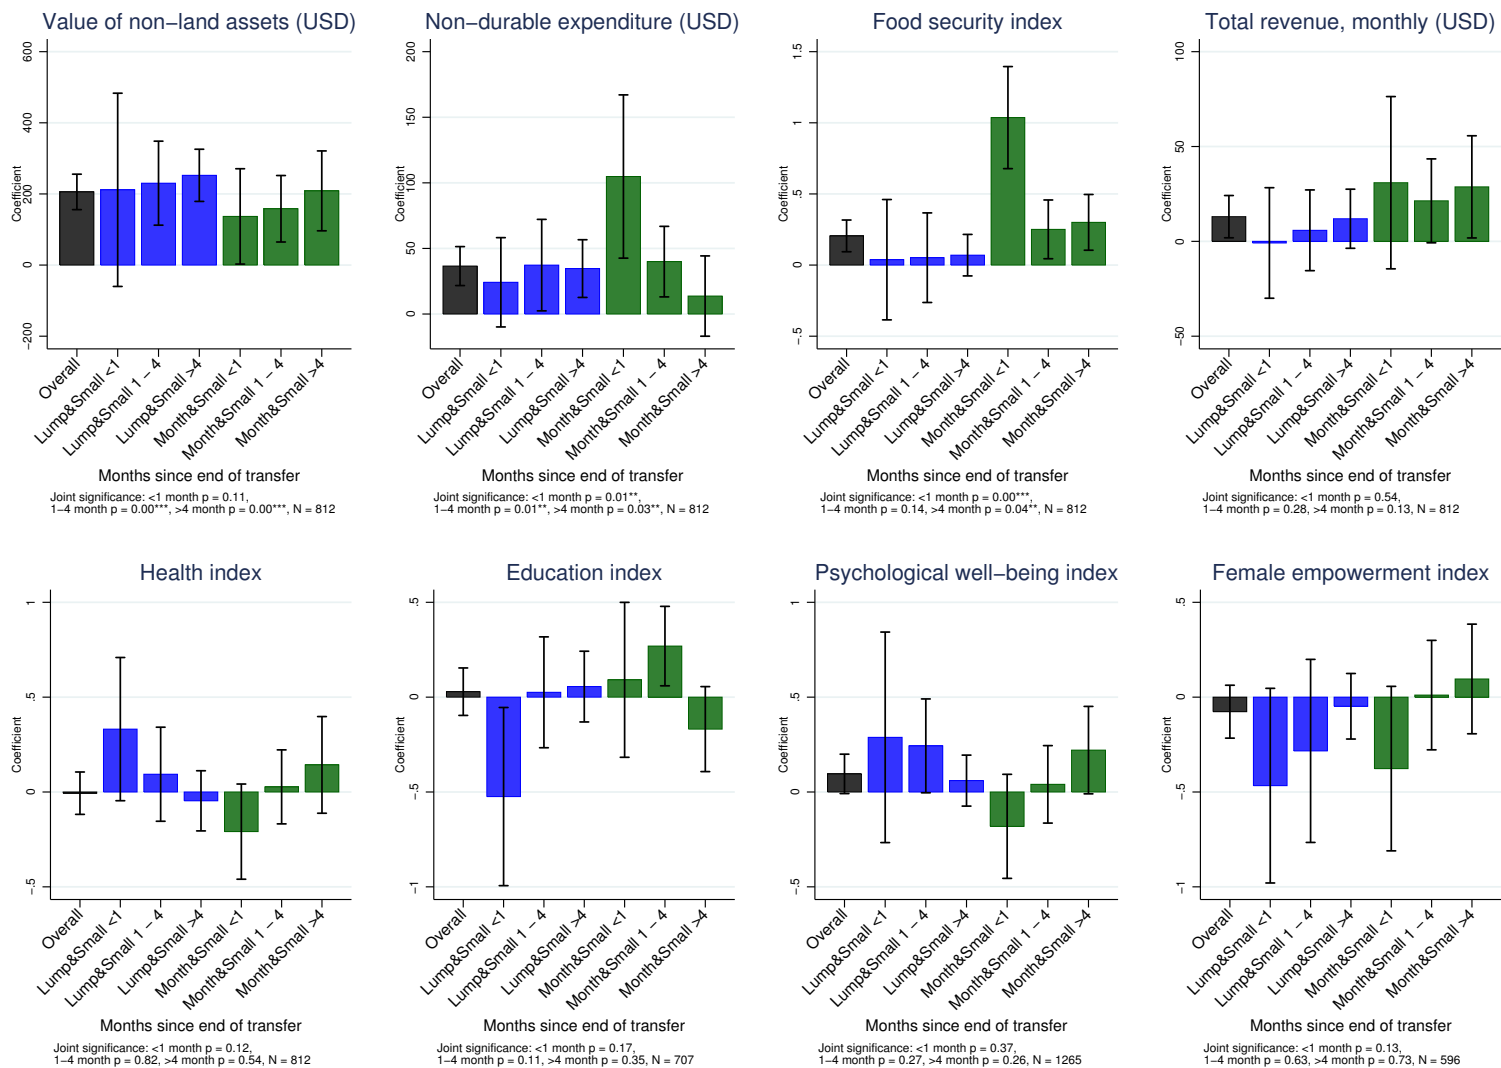 Value of non−land assets (USD)
600
400
200
0
−200
Coefficient
Overall
Lump&Small <1
Lump&Small 1 − 4
Lump&Small >4
Month&Small <1
Month&Small 1 − 4
Month&Small >4
Months since end of transfer
Joint significance: <1 month p = 0.11,
1−4 month p = 0.00***, >4 month p = 0.00***, N = 812
Non−durable expenditure (USD)
200
150
100
50
0
Coefficient
Overall
Lump&Small <1
Lump&Small 1 − 4
Lump&Small >4
Month&Small <1
Month&Small 1 − 4
Month&Small >4
Months since end of transfer
Joint significance: <1 month p = 0.01**,
1−4 month p = 0.01**, >4 month p = 0.03**, N = 812
Food security index
1.5
1
.5
0
−.5
Coefficient
Overall
Lump&Small <1
Lump&Small 1 − 4
Lump&Small >4
Month&Small <1
Month&Small 1 − 4
Month&Small >4
Months since end of transfer
Joint significance: <1 month p = 0.00***,
1−4 month p = 0.14, >4 month p = 0.04**, N = 812
Total revenue, monthly (USD)
100
50
0
−50
Coefficient
Overall
Lump&Small <1
Lump&Small 1 − 4
Lump&Small >4
Month&Small <1
Month&Small 1 − 4
Month&Small >4
Months since end of transfer
Joint significance: <1 month p = 0.54,
1−4 month p = 0.28, >4 month p = 0.13, N = 812
Health index
1
.5
0
−.5
Coefficient
Overall
Lump&Small <1
Lump&Small 1 − 4
Lump&Small >4
Month&Small <1
Month&Small 1 − 4
Month&Small >4
Months since end of transfer
Joint significance: <1 month p = 0.12,
1−4 month p = 0.82, >4 month p = 0.54, N = 812
Education index
.5
0
−.5
−1
Coefficient
Overall
Lump&Small <1
Lump&Small 1 − 4
Lump&Small >4
Month&Small <1
Month&Small 1 − 4
Month&Small >4
Months since end of transfer
Joint significance: <1 month p = 0.17,
1−4 month p = 0.11, >4 month p = 0.35, N = 707
Psychological well−being index
1
.5
0
−.5
Coefficient
Overall
Lump&Small <1
Lump&Small 1 − 4
Lump&Small >4
Month&Small <1
Month&Small 1 − 4
Month&Small >4
Months since end of transfer
Joint significance: <1 month p = 0.37,
1−4 month p = 0.27, >4 month p = 0.26, N = 1265
Female empowerment index
.5
0
−.5
−1
Coefficient
Overall
Lump&Small <1
Lump&Small 1 − 4
Lump&Small >4
Month&Small <1
Month&Small 1 − 4
Month&Small >4
Months since end of transfer
Joint significance: <1 month p = 0.13,
1−4 month p = 0.63, >4 month p = 0.73, N = 596